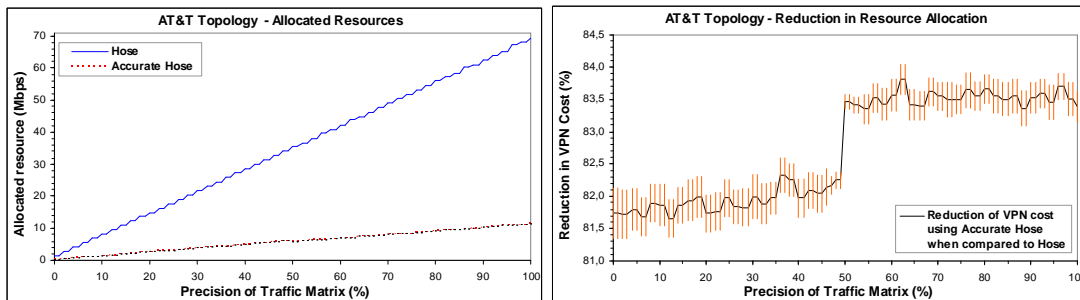 AT&T Topology - Allocated Resources
Allocated resource (Mbps)
70
60
50
40
30
20
10
0
Hose
Accurate Hose
0 10 20 30 40 50 60 70 80 90 100
Precision of Traffic Matrix (%)
AT&T Topology - Reduction in Resource Allocation
Reduction in VPN Cost (%)
84,5
84,0
83,5
83,0
82,5
82,0
81,5
81,0
Reduction of VPN cost
using Accurate Hose
when compared to Hose
0 10 20 30 40 50 60 70 80 90 100
Precision of Traffic Matrix (%)